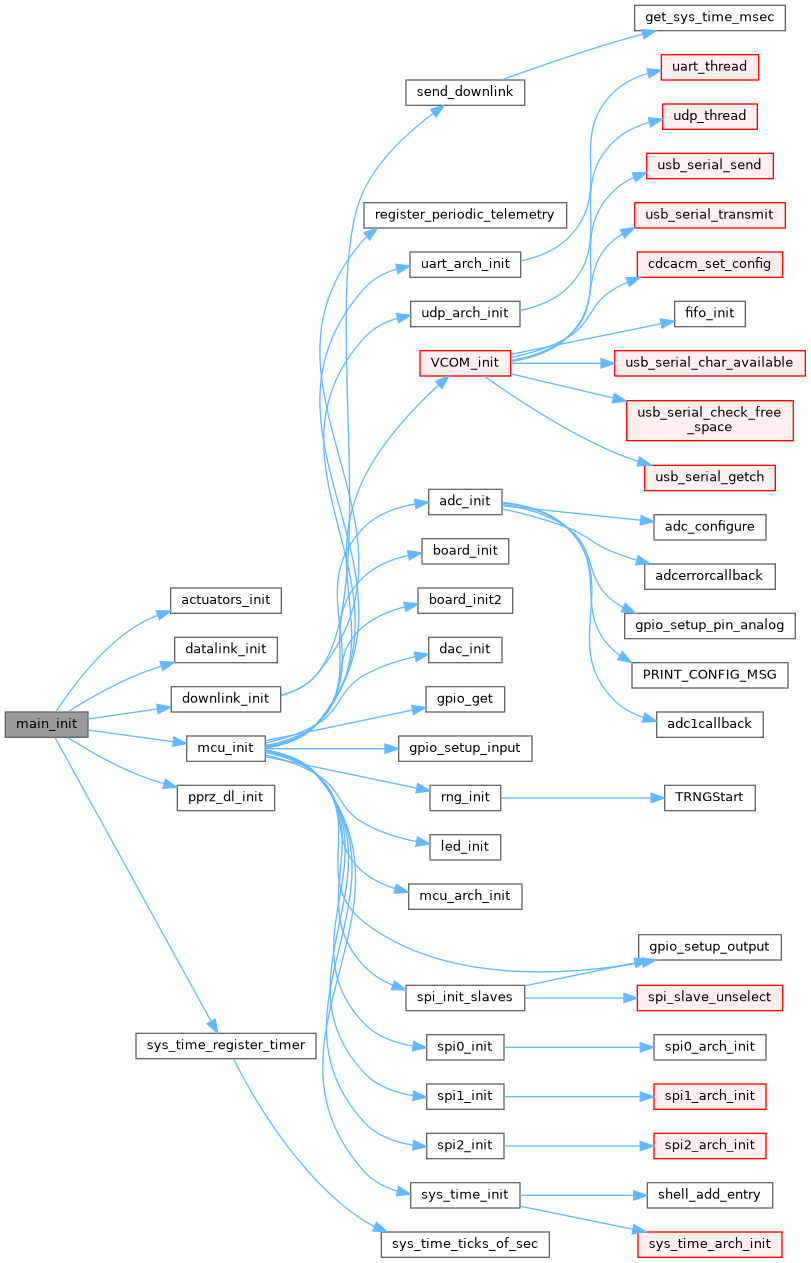 get_sys_time_msec
uart_thread
send_downlink
udp_thread
usb_serial_send
register_periodic_telemetry
usb_serial_transmit
uart_arch_init
cdcacm_set_config
udp_arch_init
fifo_init
VCOM_init
usb_serial_char_available
usb_serial_check_free
_space
usb_serial_getch
adc_init
adc_configure
board_init
adcerrorcallback
actuators_init
board_init2
gpio_setup_pin_analog
datalink_init
dac_init
PRINT_CONFIG_MSG
downlink_init
gpio_get
main_init
adc1callback
mcu_init
gpio_setup_input
pprz_dl_init
rng_init
TRNGStart
led_init
mcu_arch_init
gpio_setup_output
spi_init_slaves
spi_slave_unselect
sys_time_register_timer
spi0_init
spi0_arch_init
spi1_init
spi1_arch_init
spi2_init
spi2_arch_init
sys_time_init
shell_add_entry
sys_time_ticks_of_sec
sys_time_arch_init